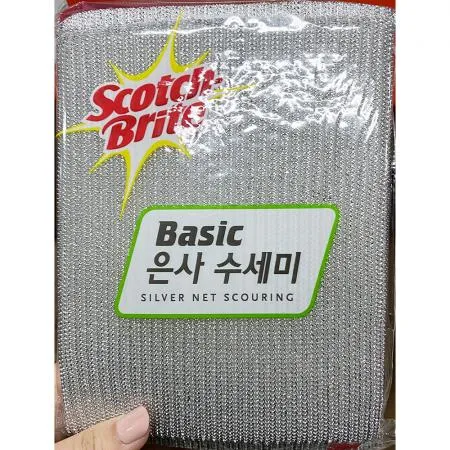 Scotch-
Brite
Basic
은사 수세미
SILVER NET SCOURING